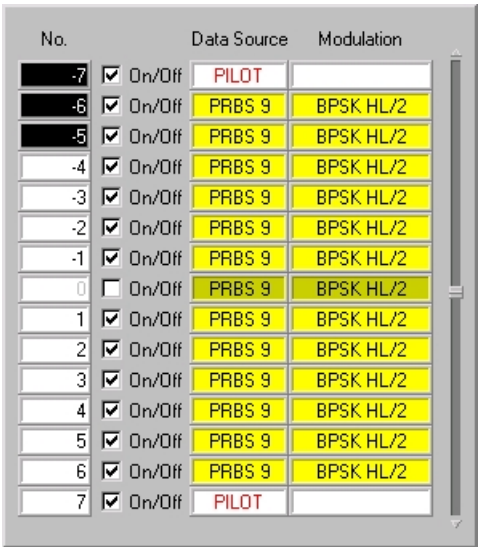 No. Data Source Modulation
-7 On/Off PILOT
-6 On/Off PRBS 9 BPSK HL/2
-5 On/Off PRBS 9 BPSK HL/2
-4 On/Off PRBS 9 BPSK HL/2
-3 On/Off PRBS 9 BPSK HL/2
-2 On/Off PRBS 9 BPSK HL/2
-1 On/Off PRBS 9 BPSK HL/2
0 On/Off PRBS 9 BPSK HL/2
1 On/Off PRBS 9 BPSK HL/2
2 On/Off PRBS 9 BPSK HL/2
3 On/Off PRBS 9 BPSK HL/2
4 On/Off PRBS 9 BPSK HL/2
5 On/Off PRBS 9 BPSK HL/2
6 On/Off PRBS 9 BPSK HL/2
7 On/Off PILOT